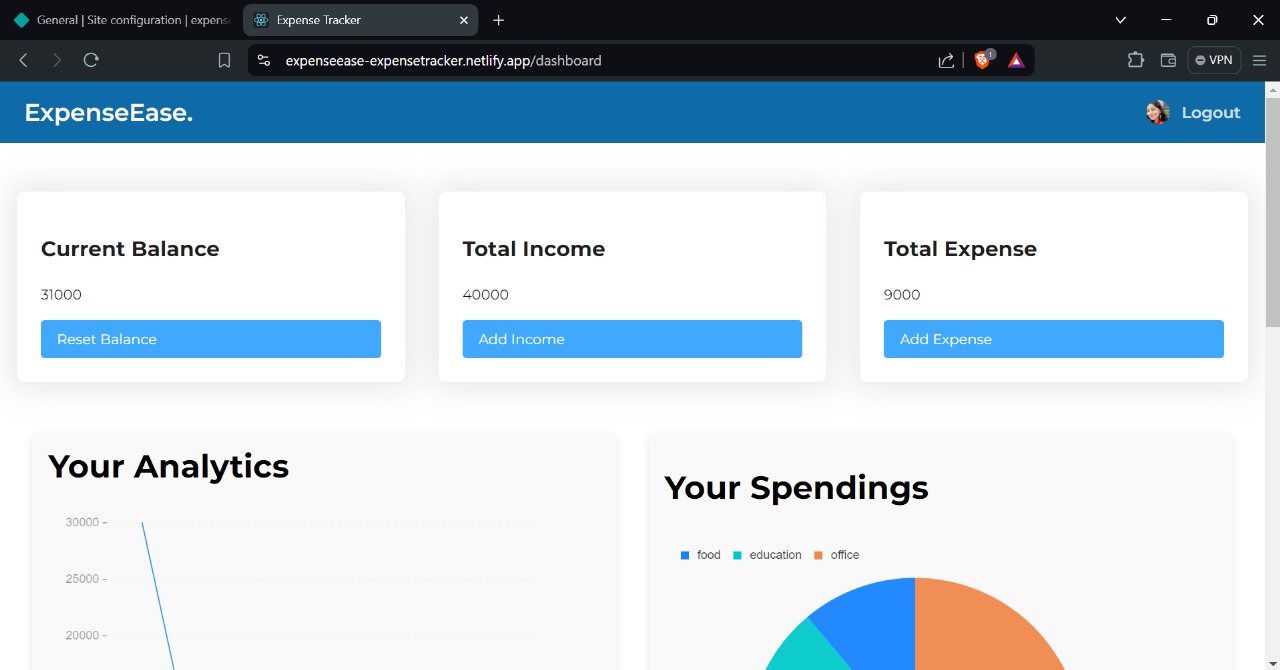 General | Site configuration | expens
Expense Tracker
expenseease-expensetracker.netlify.app/dashboard
1
VPN
ExpenseEase.
Logout
Current Balance
31000
Reset Balance
Total Income
40000
Add Income
Total Expense
9000
Add Expense
Your Analytics
30000
25000
20000
Your Spendings
food education office